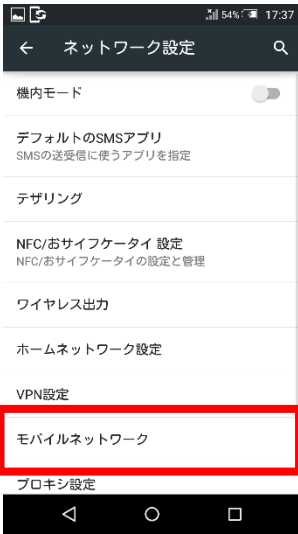 54% 17:37
ネットワーク設定
機内モード
デフォルトのSMSアプリ
SMSの送受信に使うアプリを指定
テザリング
NFC/おサイフケータイ 設定
NFC/おサイフケータイの設定と管理
ワイヤレス出力
ホームネットワーク設定
VPN設定
モバイルネットワーク
プロキシ設定